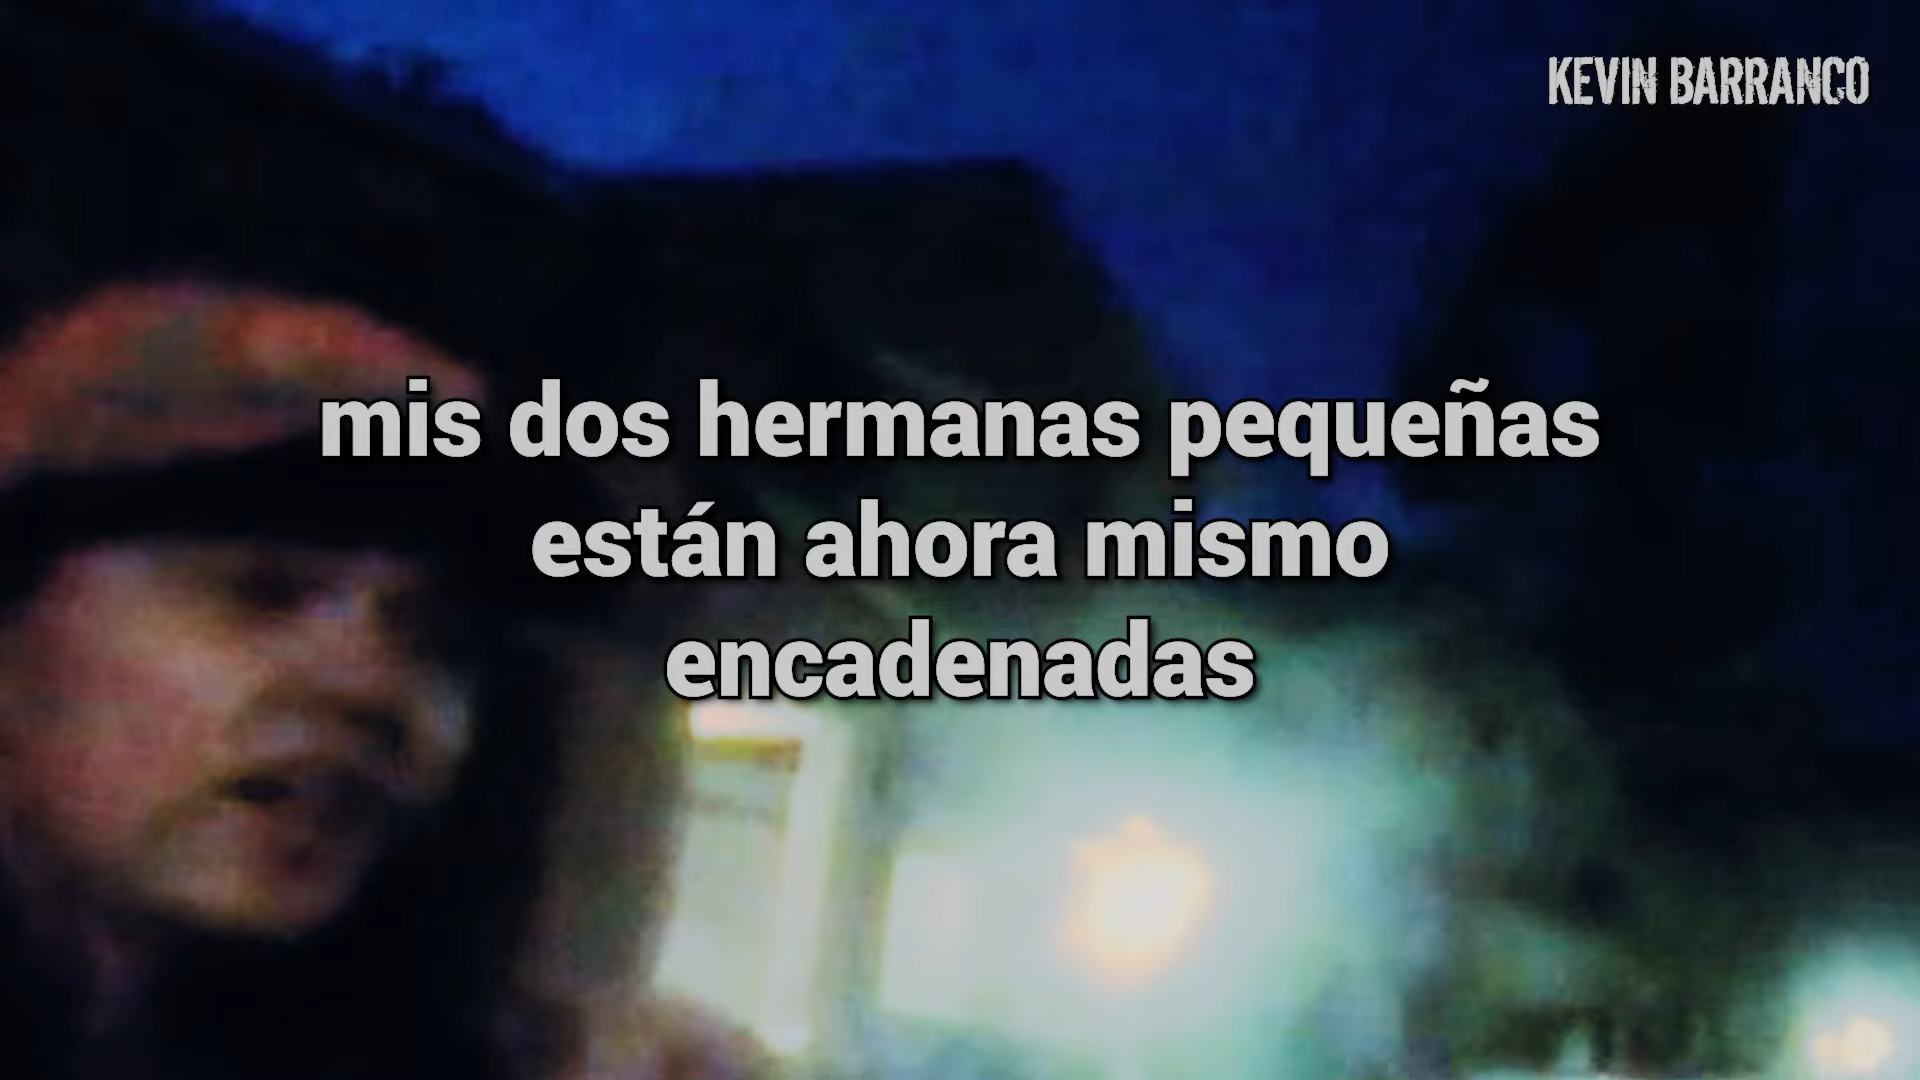 KEVIN BARRANCO
mis dos hermanas pequeñas
están ahora mismo
encadenadas